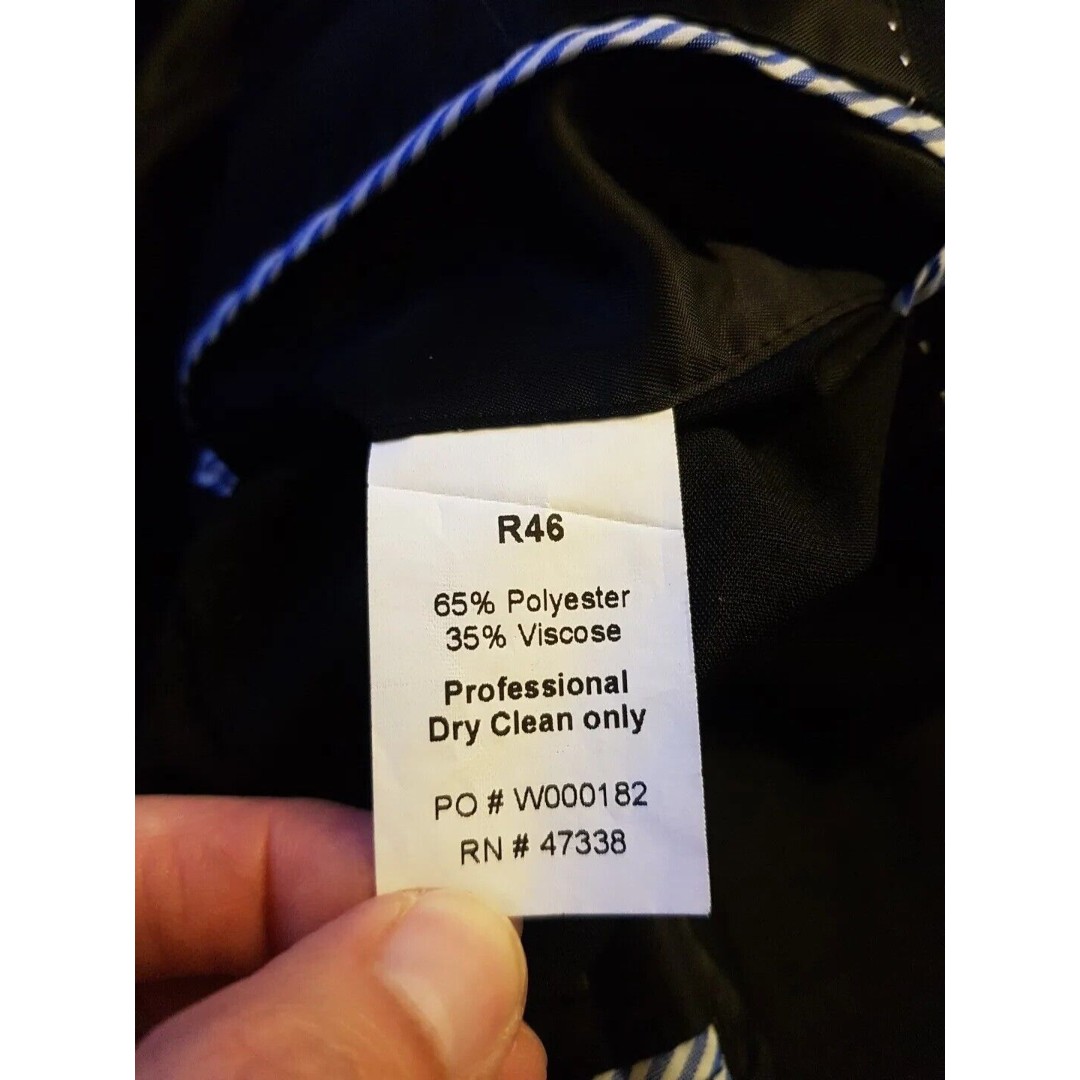 R46
65% Polyester
35% Viscose
Professional
Dry Clean only
PO # W000182
RN # 47338